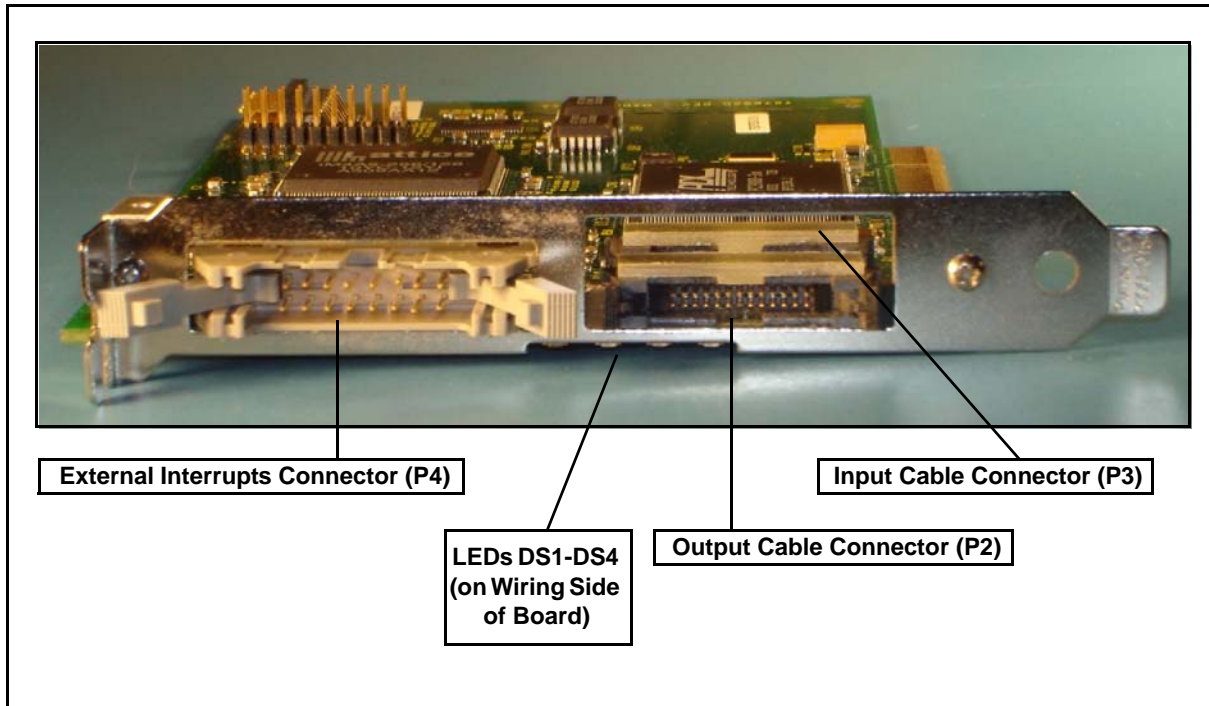 Lattice
External Interrupts Connector (P4)
Input Cable Connector (P3)
LEDs DS1-DS4
(on Wiring Side
of Board)
Output Cable Connector (P2)